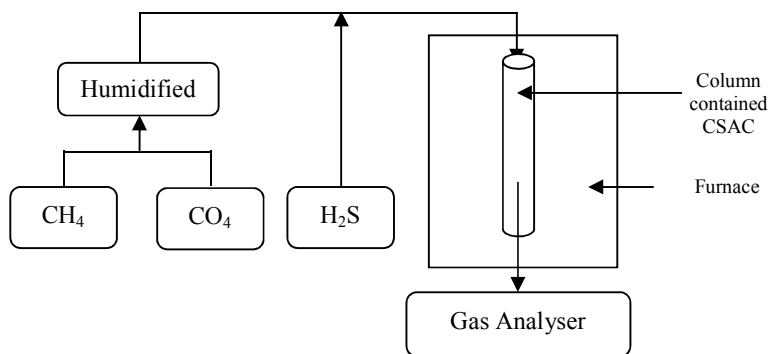 Humidified
CH₄
CO₄
H₂S
Column
contained
CSAC
Furnace
Gas Analyser